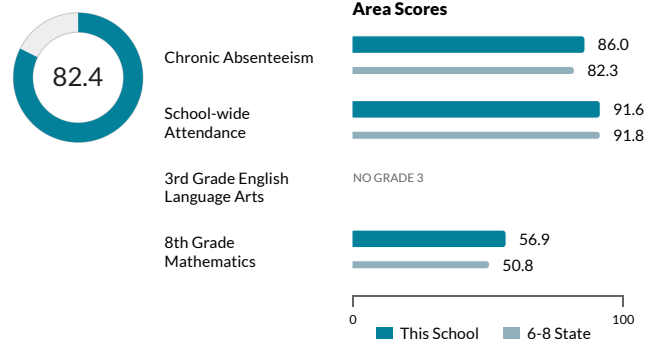 Area Scores
82.4
Chronic Absenteeism
86.0
82.3
School-wide
Attendance
91.6
91.8
3rd Grade English
Language Arts
NO GRADE 3
8th Grade
Mathematics
56.9
50.8
0
100
This School
6-8 State